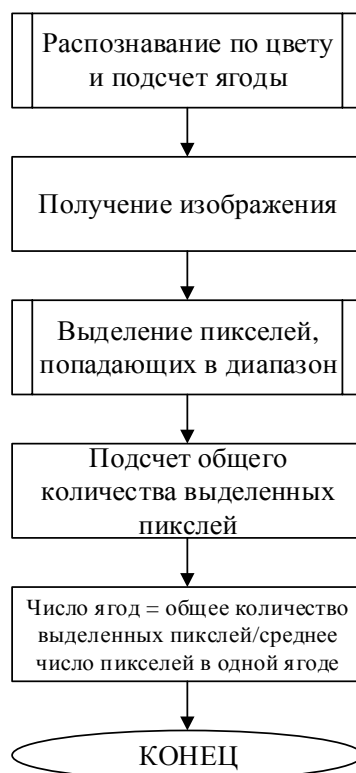 Распознавание по цвету
и подсчет ягоды
Получение изображения
Выделение пикселей,
попадающих в диапазон
Подсчет общего
количества выделенных
пикслей
Число ягод = общее количество
выделенных пикслей/среднее
число пикселей в одной ягоде
КОНЕЦ